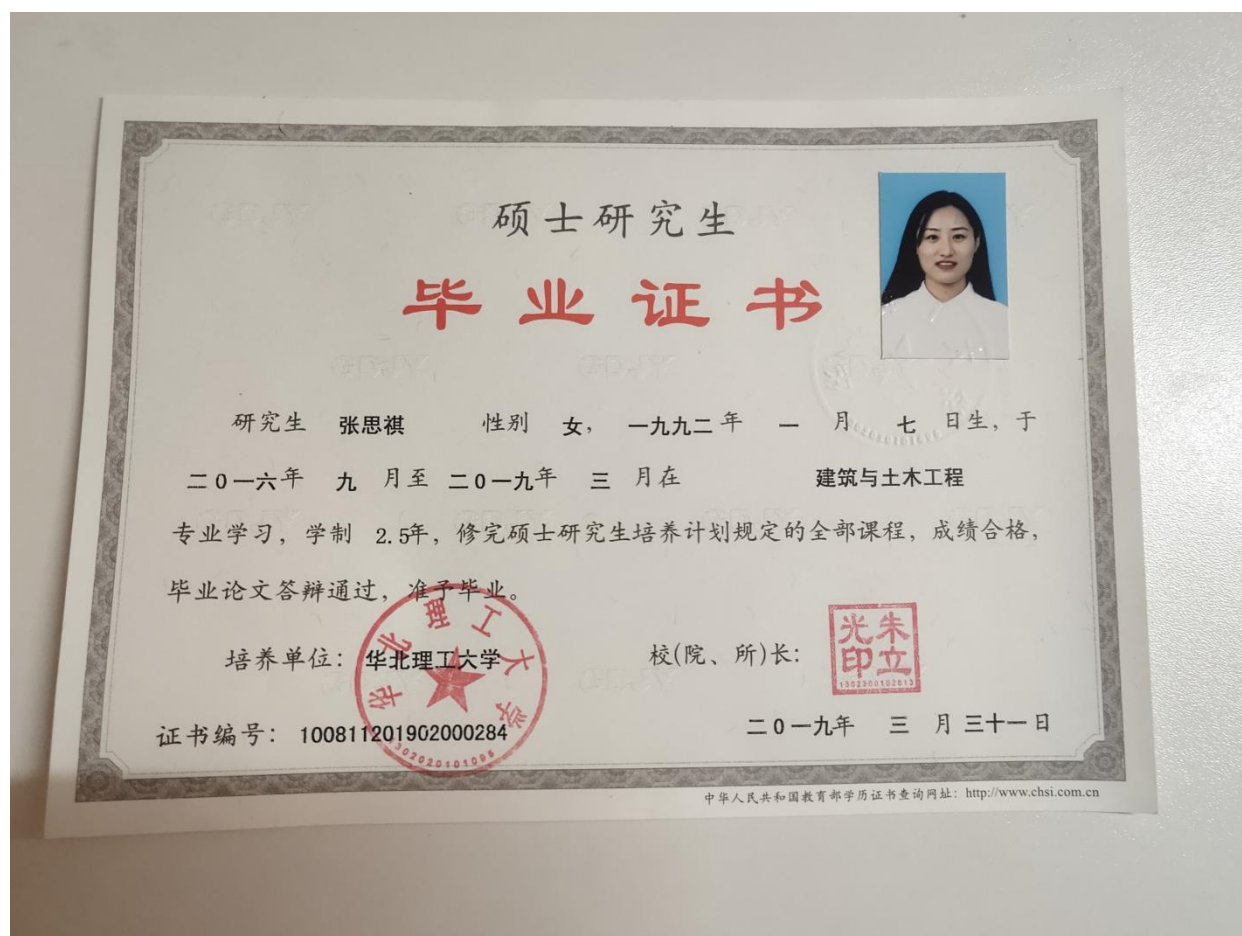 硕士研究生
毕业证书
研究生 张思祺 性别 女, 一九九二年 一 月 七 日生, 于
二0一六年 九 月至 二0一九年 三 月在 建筑与土木工程
专业学习, 学制 2.5年, 修完硕士研究生培养计划规定的全部课程, 成绩合格,
毕业论文答辩通过, 准予毕业。
培养单位: 华北理工大学
华北理工大学
校(院、所)长:
朱立光印
1302300102813
证书编号: 100811201902000284
二0一九年 三 月 三十一 日
中华人民共和国教育部学历证书查询网址: http://www.chsi.com.cn